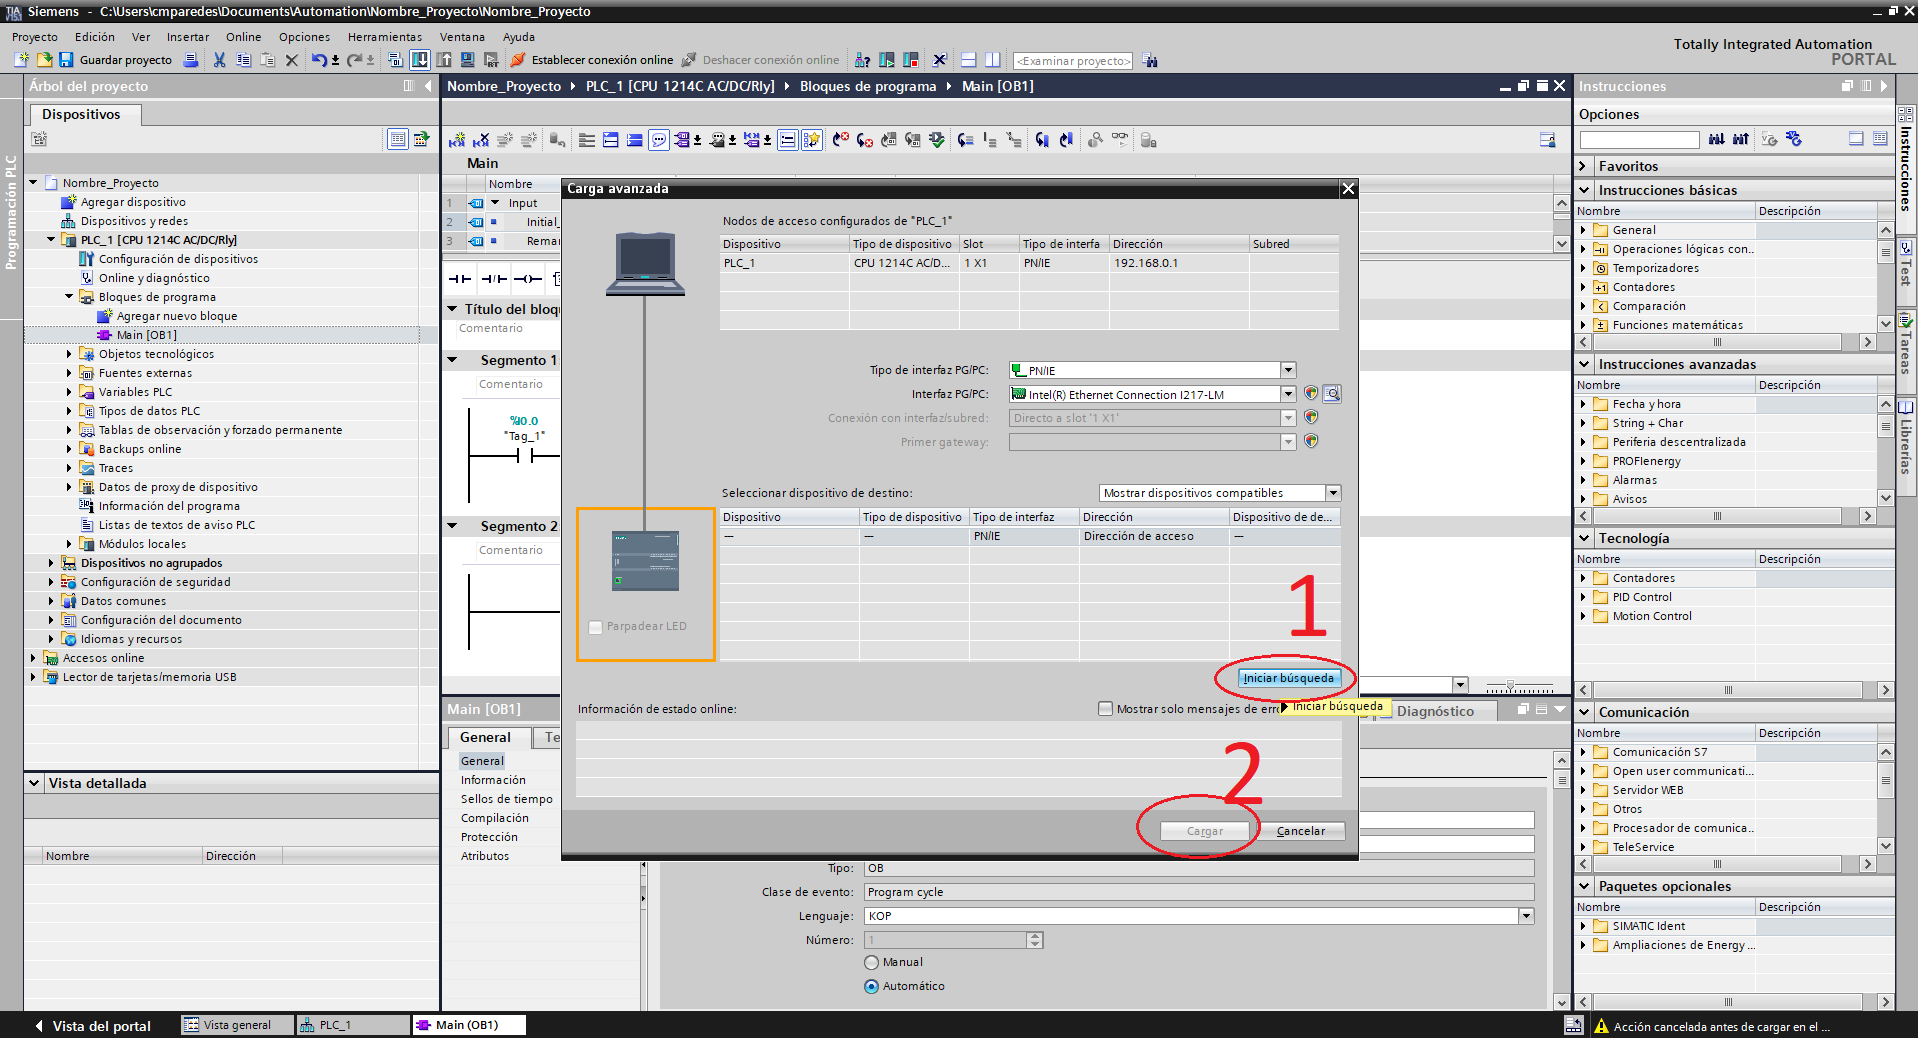 Siemens - C:\Users\cmparedes\Documents\Automation\Nombre_Proyecto\Nombre_Proyecto
Proyecto Edición Ver Insertar Online Opciones Herramientas Ventana Ayuda
Totally Integrated Automation
PORTAL
Guardar proyecto Establecer conexión online Deshacer conexión online <Examinar proyecto>
Árbol del proyecto
Dispositivos
Programación PLC
Nombre_Proyecto
Agregar dispositivo
Dispositivos y redes
PLC_1 [CPU 1214C AC/DC/Rly]
Configuración de dispositivos
Online y diagnóstico
Bloques de programa
Agregar nuevo bloque
Main [OB1]
Objetos tecnológicos
Fuentes externas
Variables PLC
Tipos de datos PLC
Tablas de observación y forzado permanente
Backups online
Traces
Datos de proxy de dispositivo
Información del programa
Listas de textos de aviso PLC
Módulos locales
Dispositivos no agrupados
Configuración de seguridad
Datos comunes
Configuración del documento
Idiomas y recursos
Accesos online
Lector de tarjetas/memoria USB
Vista detallada
Nombre Dirección
Nombre_Proyecto PLC_1 [CPU 1214C AC/DC/Rly] Bloques de programa Main [OB1]
Main
Nombre
1 Input
2 Initial_
3 Rema
Título del bloq
Comentario
Segmento 1
Comentario
%I0.0
"Tag_1"
Segmento 2
Comentario
Carga avanzada
Nodos de acceso configurados de "PLC_1"
Dispositivo Tipo de dispositivo Slot Tipo de interfa Dirección Subred
PLC_1 CPU 1214C AC/D... 1 X1 PN/IE 192.168.0.1
Tipo de interfaz PG/PC: PN/IE
Interfaz PG/PC: Intel(R) Ethernet Connection I217-LM
Conexión con interfaz/subred: Directo a slot '1 X1'
Primer gateway:
Seleccionar dispositivo de destino: Mostrar dispositivos compatibles
Dispositivo Tipo de dispositivo Tipo de interfaz Dirección Dispositivo de de...
— — PN/IE Dirección de acceso —
Parpadear LED
1
Iniciar búsqueda
Iniciar búsqueda
Información de estado online: Mostrar solo mensajes de erro
2
Cargar Cancelar
Main [OB1]
Diagnóstico
General Te
General
Información
Sellos de tiempo
Compilación
Protección
Atributos
Tipo: OB
Clase de evento: Program cycle
Lenguaje: KOP
Número: 1
Manual
Automático
Instrucciones
Opciones
Favoritos
Instrucciones básicas
Nombre Descripción
General
Operaciones lógicas con..
Temporizadores
Contadores
Comparación
Funciones matemáticas
Instrucciones avanzadas
Nombre Descripción
Fecha y hora
String + Char
Periferia descentralizada
PROFIenergy
Alarmas
Avisos
Tecnología
Nombre Descripción
Contadores
PID Control
Motion Control
Comunicación
Nombre Descripción
Comunicación S7
Open user communicati...
Servidor WEB
Otros
Procesador de comunica..
TeleService
Paquetes opcionales
Nombre Descripción
SIMATIC Ident
Ampliaciones de Energy ...
Instrucciones
Test
Tareas
Librerías
Vista del portal Vista general PLC_1 Main (OB1) Acción cancelada antes de cargar en el ...